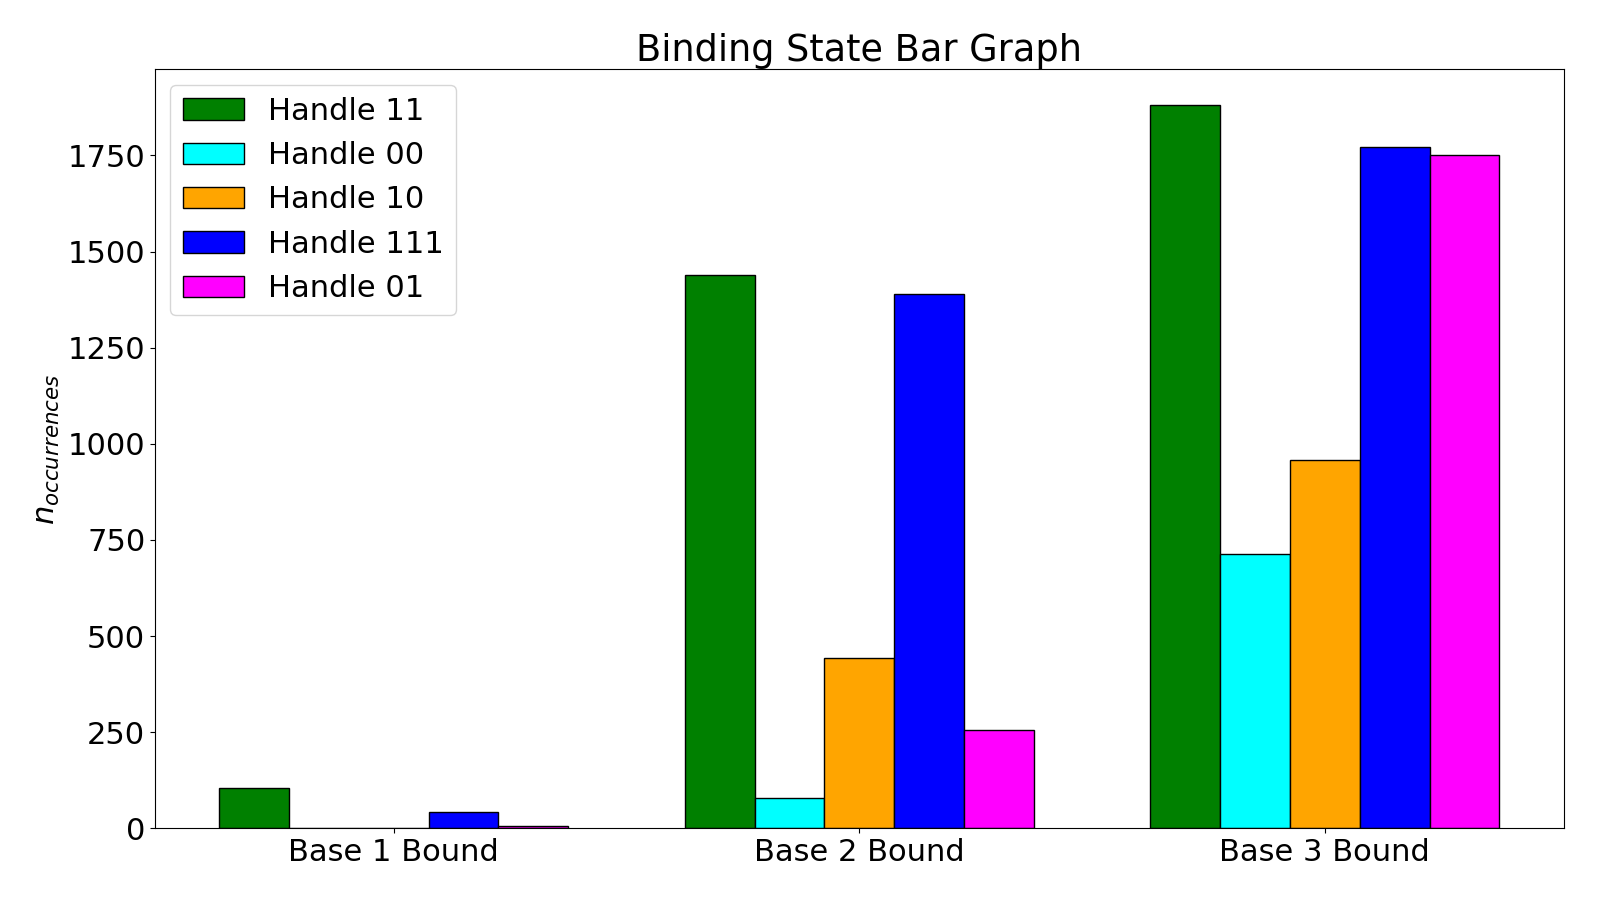 Binding State Bar Graph
Handle 11
Handle 00
Handle 10
Handle 111
Handle 01
1750
1500
1250
1000
750
500
250
0
n_occurrences
Base 1 Bound Base 2 Bound Base 3 Bound